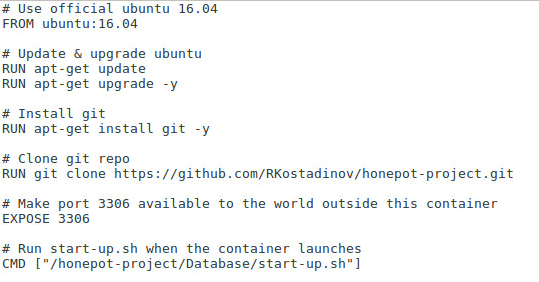 # Use official ubuntu 16.04
FROM ubuntu:16.04

# Update & upgrade ubuntu
RUN apt-get update
RUN apt-get upgrade -y

# Install git
RUN apt-get install git -y

# Clone git repo
RUN git clone https://github.com/RKostadinov/honepot-project.git

# Make port 3306 available to the world outside this container
EXPOSE 3306

# Run start-up.sh when the container launches
CMD ["/honepot-project/Database/start-up.sh"]